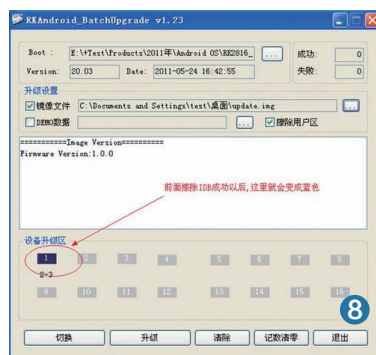 RKAndroid_BatchUpgrade v1.23
Boot : E:\+Test\Products\2011年\Android OS\RK2816_ ... 成功: 0
Version: 20.03 Date: 2011-05-24 16:42:55 失败: 0
升级设置
镜像文件 C:\Documents and Settings\test\桌面\update.img ...
DEMO数据 ... 擦除用户区
===========Image Version==========
Firmware Version:1.0.0
前面擦除IDB成功以后,这里就会变成蓝色
设备升级区
1 2 3 4 5 6 7 8
2-3
9 10 11 12 13 14 15 16
8
切换 升级 清除 记数清零 退出